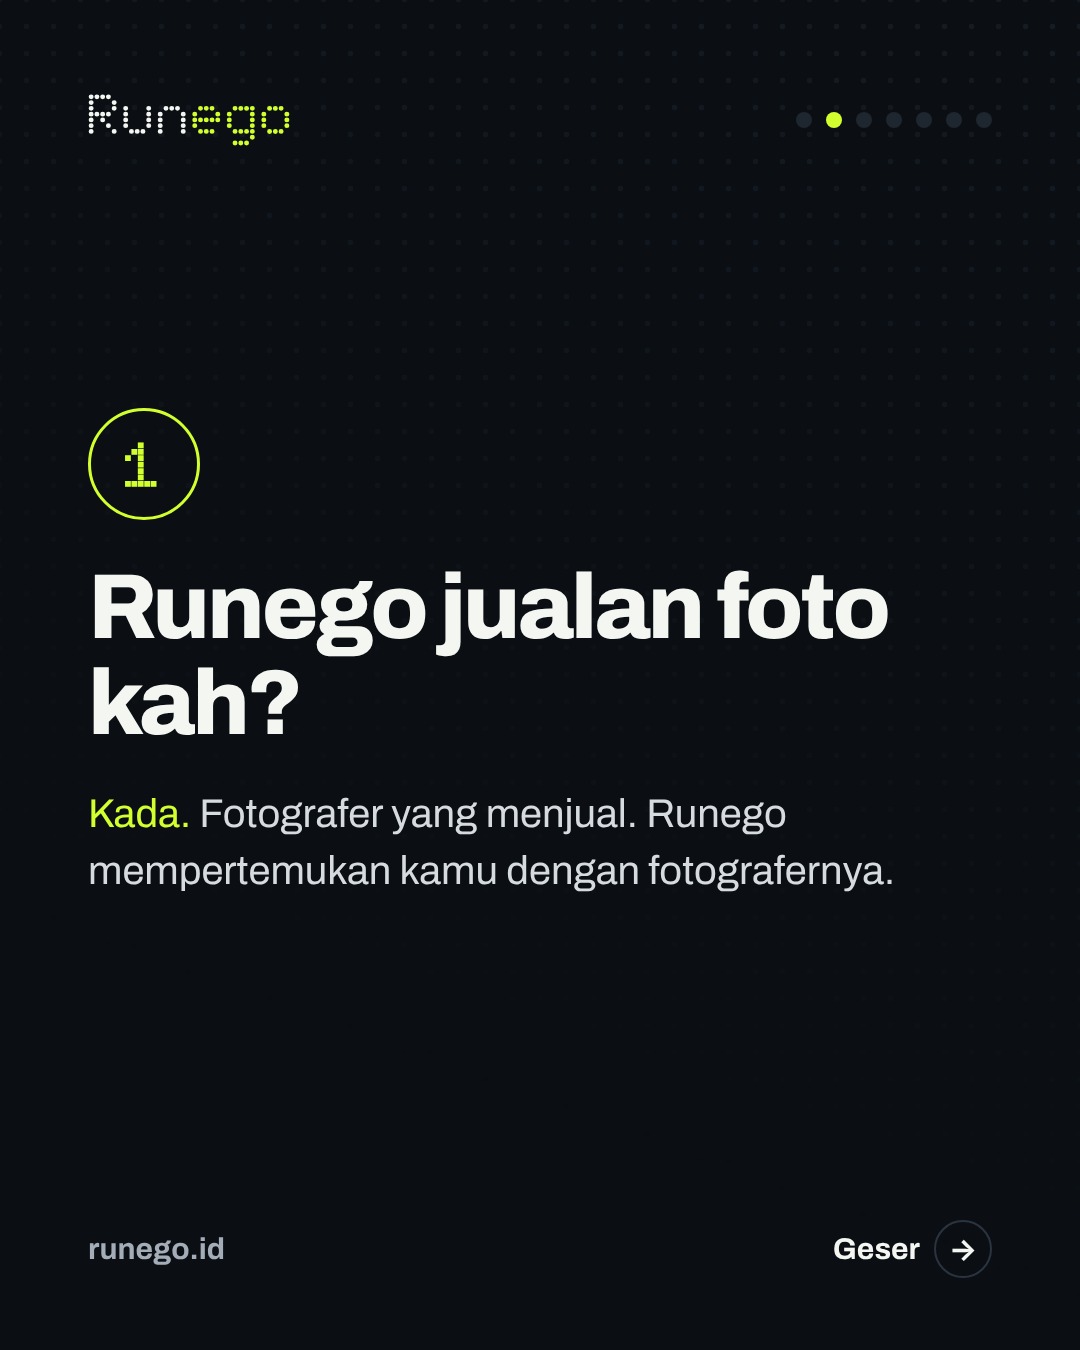 Runego
1
Runego jualan foto
kah?
Kada. Fotografer yang menjual. Runego
mempertemukan kamu dengan fotografernya.
runego.id
Geser →